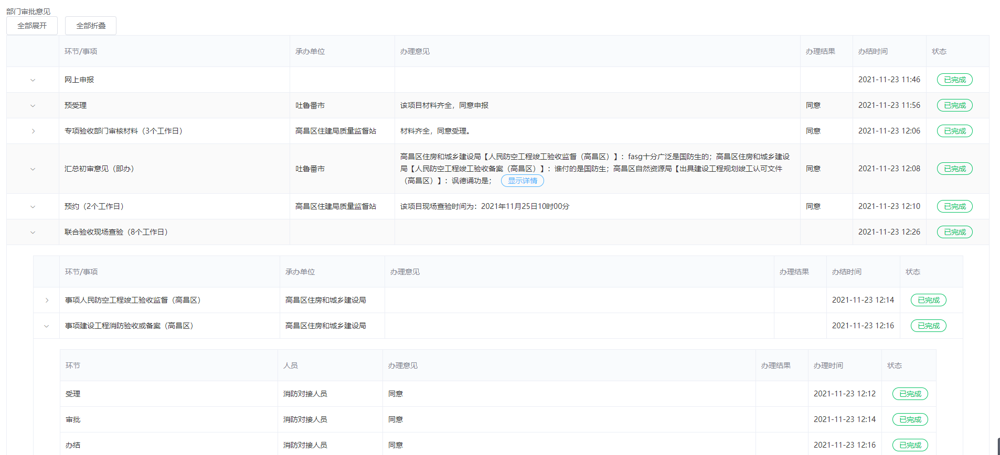 部门审批意见
全部展开 全部折叠
环节/事项 承办单位 办理意见 办理结果 办结时间 状态
网上申报 2021-11-23 11:46 已完成
预受理 吐鲁番市 该项目材料齐全，同意申报 同意 2021-11-23 11:56 已完成
专项验收部门审核材料（3个工作日） 高昌区住建局质量监督站 材料齐全，同意受理。 同意 2021-11-23 12:06 已完成
高昌区住房和城乡建设局【人民防空工程竣工验收监督（高昌区）】：fasg十分广泛是国防生的；高昌区住房和城乡建设
汇总初审意见（即办） 吐鲁番市 局【人民防空工程竣工验收备案（高昌区）】：谁付的是国防生；高昌区自然资源局【出具建设工程规划竣工认可文件 同意 2021-11-23 12:08 已完成
（高昌区）】：讽德诵功是； 显示详情
预约（2个工作日） 高昌区住建局质量监督站 该项目现场查验时间为：2021年11月25日10时00分 同意 2021-11-23 12:10 已完成
联合验收现场查验（8个工作日） 2021-11-23 12:26 已完成
环节/事项 承办单位 办理意见 办理结果 办结时间 状态
事项人民防空工程竣工验收监督（高昌区） 高昌区住房和城乡建设局 2021-11-23 12:14 已完成
事项建设工程消防验收或备案（高昌区） 高昌区住房和城乡建设局 2021-11-23 12:16 已完成
环节 人员 办理意见 办理结果 办理时间 状态
受理 消防对接人员 同意 2021-11-23 12:12 已完成
审批 消防对接人员 同意 2021-11-23 12:14 已完成
办结 消防对接人员 同意 2021-11-23 12:16 已完成